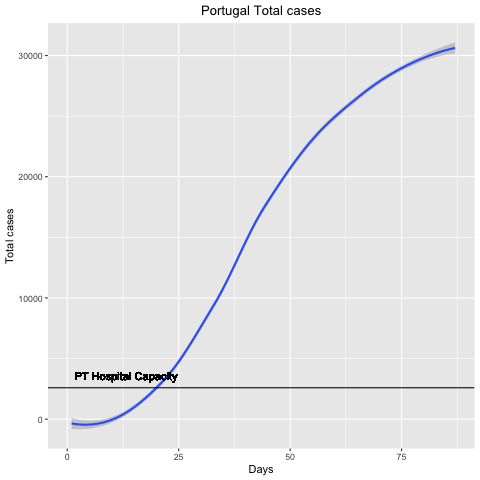 Portugal Total cases
30000
20000
10000
0
Total cases
PT Hospital Capacity
0 25 50 75
Days